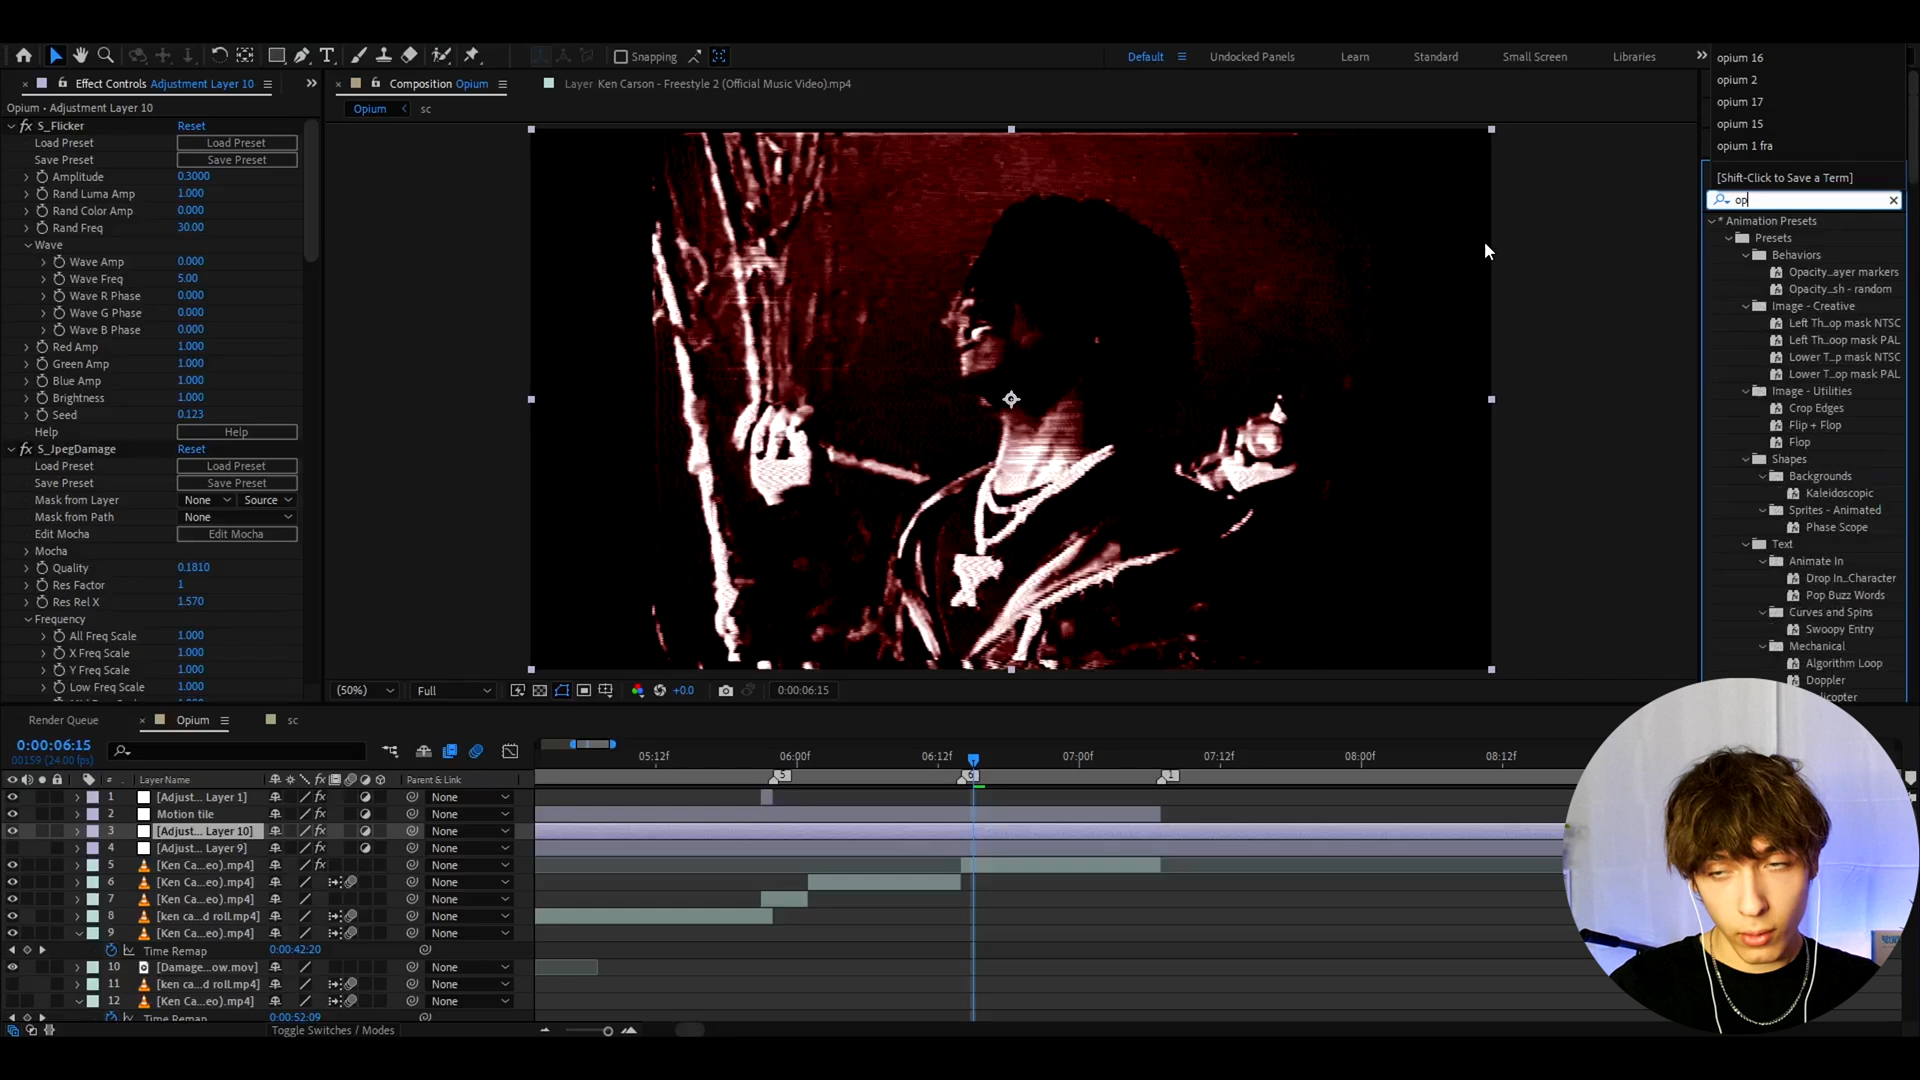 Snapping
Default
Undocked Panels
Learn
Standard
Small Screen
Libraries
opium 16
opium 2
opium 17
opium 15
opium 1 fra
[Shift-Click to Save a Term]
op
Effect Controls Adjustment Layer 10
Opium • Adjustment Layer 10
S_Flicker Reset
Load Preset Load Preset
Save Preset Save Preset
Amplitude 0.3000
Rand Luma Amp 1.000
Rand Color Amp 0.000
Rand Freq 30.00
Wave
Wave Amp 0.000
Wave Freq 5.00
Wave R Phase 0.000
Wave G Phase 0.000
Wave B Phase 0.000
Red Amp 1.000
Green Amp 1.000
Blue Amp 1.000
Brightness 1.000
Seed 0.123
Help Help
S_JpegDamage Reset
Load Preset Load Preset
Save Preset Save Preset
Mask from Layer None Source
Mask from Path None
Edit Mocha Edit Mocha
Mocha
Quality 0.1810
Res Factor 1
Res Rel X 1.570
Frequency
All Freq Scale 1.000
X Freq Scale 1.000
Y Freq Scale 1.000
Low Freq Scale 1.000
Composition Opium
Layer Ken Carson - Freestyle 2 (Official Music Video).mp4
Opium sc
(50%) Full +0.0 0:00:06:15
* Animation Presets
Presets
Behaviors
Opacity...ayer markers
Opacity...sh - random
Image - Creative
Left Th...op mask NTSC
Left Th...oop mask PAL
Lower T...p mask NTSC
Lower T...op mask PAL
Image - Utilities
Crop Edges
Flip + Flop
Flop
Shapes
Backgrounds
Kaleidoscopic
Sprites - Animated
Phase Scope
Text
Animate In
Drop In...Character
Pop Buzz Words
Curves and Spins
Swoopy Entry
Mechanical
Algorithm Loop
Doppler
Render Queue Opium sc
0:00:06:15
00159 (24.00 fps)
# Layer Name Parent & Link
1 [Adjust... Layer 1] None
2 Motion tile None
3 [Adjust... Layer 10] None
4 [Adjust... Layer 9] None
5 [Ken Ca...eo).mp4] None
6 [Ken Ca...eo).mp4] None
7 [Ken Ca...eo).mp4] None
8 [ken ca...d roll.mp4] None
9 [Ken Ca...eo).mp4] None
Time Remap 0:00:42:20
10 [Damage...ow.mov] None
11 [ken ca...d roll.mp4] None
12 [Ken Ca...eo).mp4] None
Time Remap 0:00:52:09
Toggle Switches / Modes
05:12f 06:00f 06:12f 07:00f 07:12f 08:00f 08:12f
5 6 1